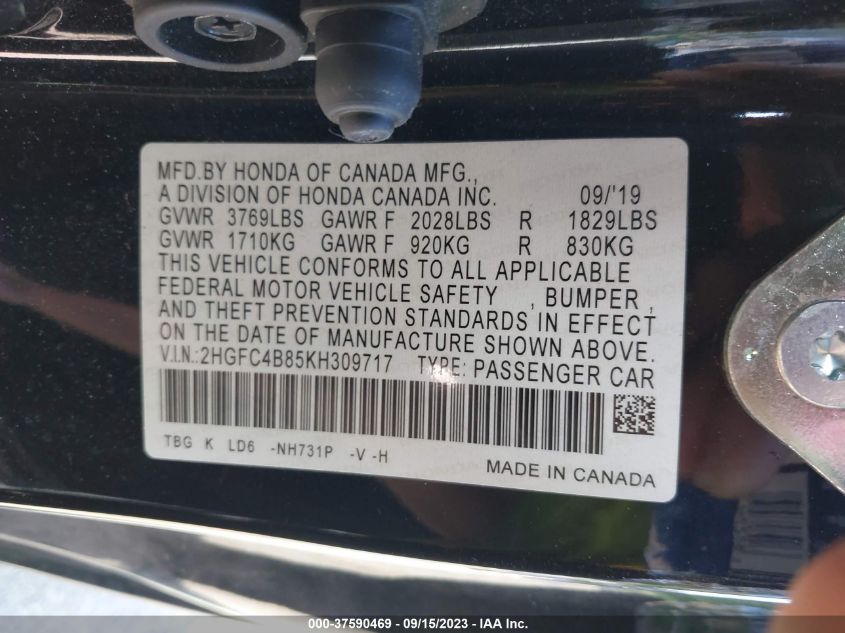 MFD.BY HONDA OF CANADA MFG.,
A DIVISION OF HONDA CANADA INC. 09/'19
GVWR 3769LBS GAWR F 2028LBS R 1829LBS
GVWR 1710KG GAWR F 920KG R 830KG
THIS VEHICLE CONFORMS TO ALL APPLICABLE
FEDERAL MOTOR VEHICLE SAFETY , BUMPER ,
AND THEFT PREVENTION STANDARDS IN EFFECT
ON THE DATE OF MANUFACTURE SHOWN ABOVE.
V.I.N.:2HGFC4B85KH309717 TYPE: PASSENGER CAR
TBG K LD6 -NH731P -V -H
MADE IN CANADA
000-37590469 - 09/15/2023 - IAA Inc.